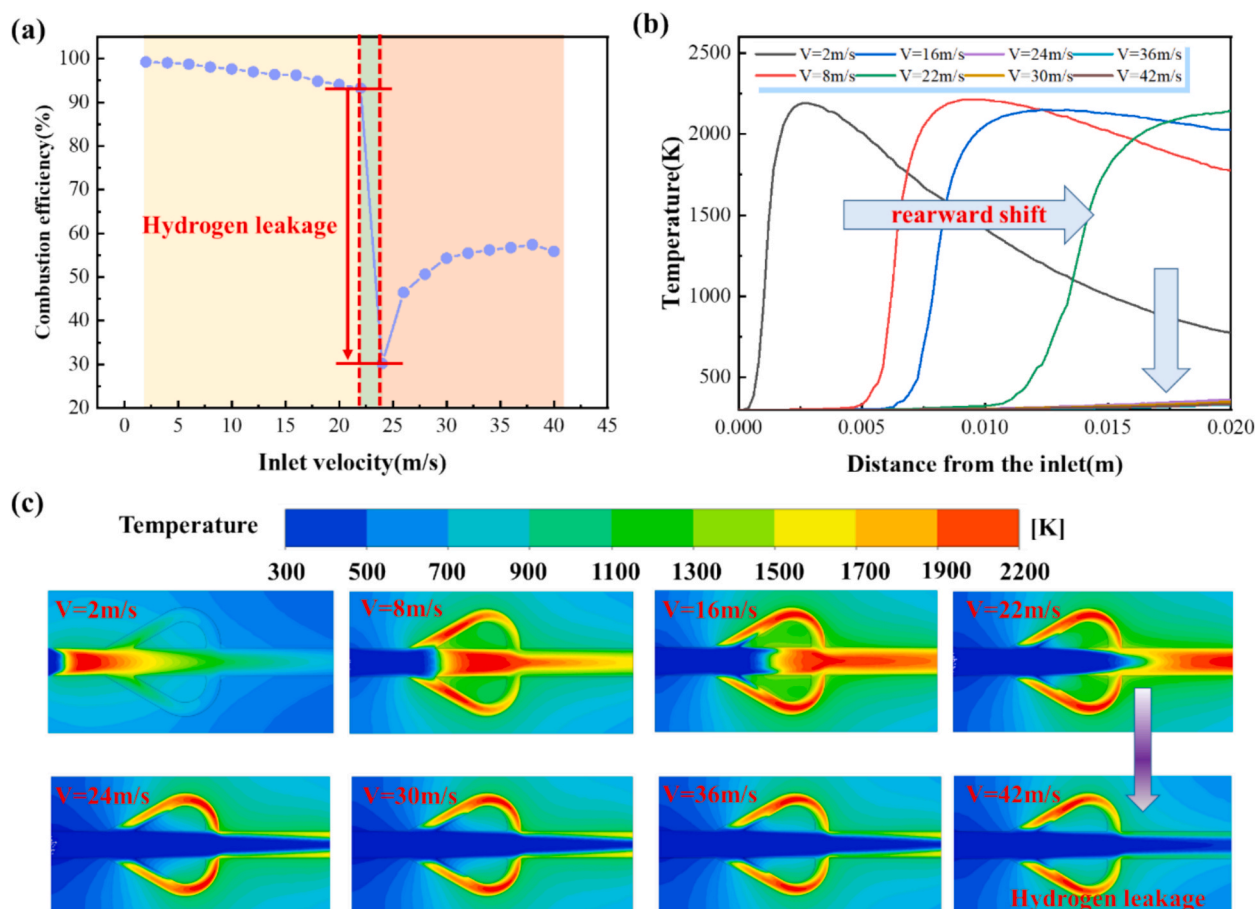 (a)
100
90
80
70
60
50
40
30
20
Combustion efficiency(%)
Hydrogen leakage
0 5 10 15 20 25 30 35 40 45
Inlet velocity(m/s)
(b)
2500
2000
1500
1000
500
Temperature(K)
V=2m/s V=16m/s V=24m/s V=36m/s
V=8m/s V=22m/s V=30m/s V=42m/s
rearward shift
0.000 0.005 0.010 0.015 0.020
Distance from the inlet(m)
(c)
Temperature [K]
300 500 700 900 1100 1300 1500 1700 1900 2200
V=2m/s V=8m/s V=16m/s V=22m/s
V=24m/s V=30m/s V=36m/s V=42m/s
Hydrogen leakage